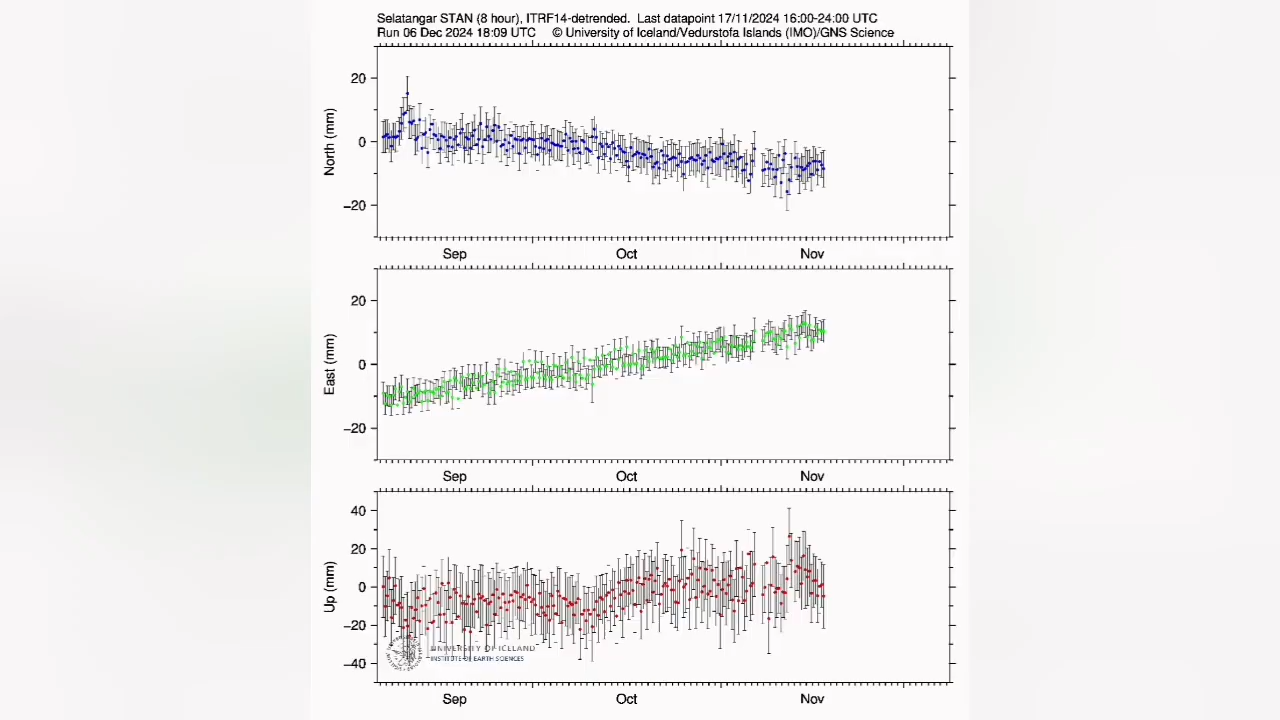 Selatangar STAN (8 hour), ITRF14-detrended. Last datapoint 17/11/2024 16:00-24:00 UTC
Run 06 Dec 2024 18:09 UTC © University of Iceland/Vedurstofa Islands (IMO)/GNS Science
20
0
−20
North (mm)
Sep Oct Nov
20
0
−20
East (mm)
Sep Oct Nov
40
20
0
−20
−40
Up (mm)
UNIVERSITY OF ICELAND
INSTITUTE OF EARTH SCIENCES
Sep Oct Nov